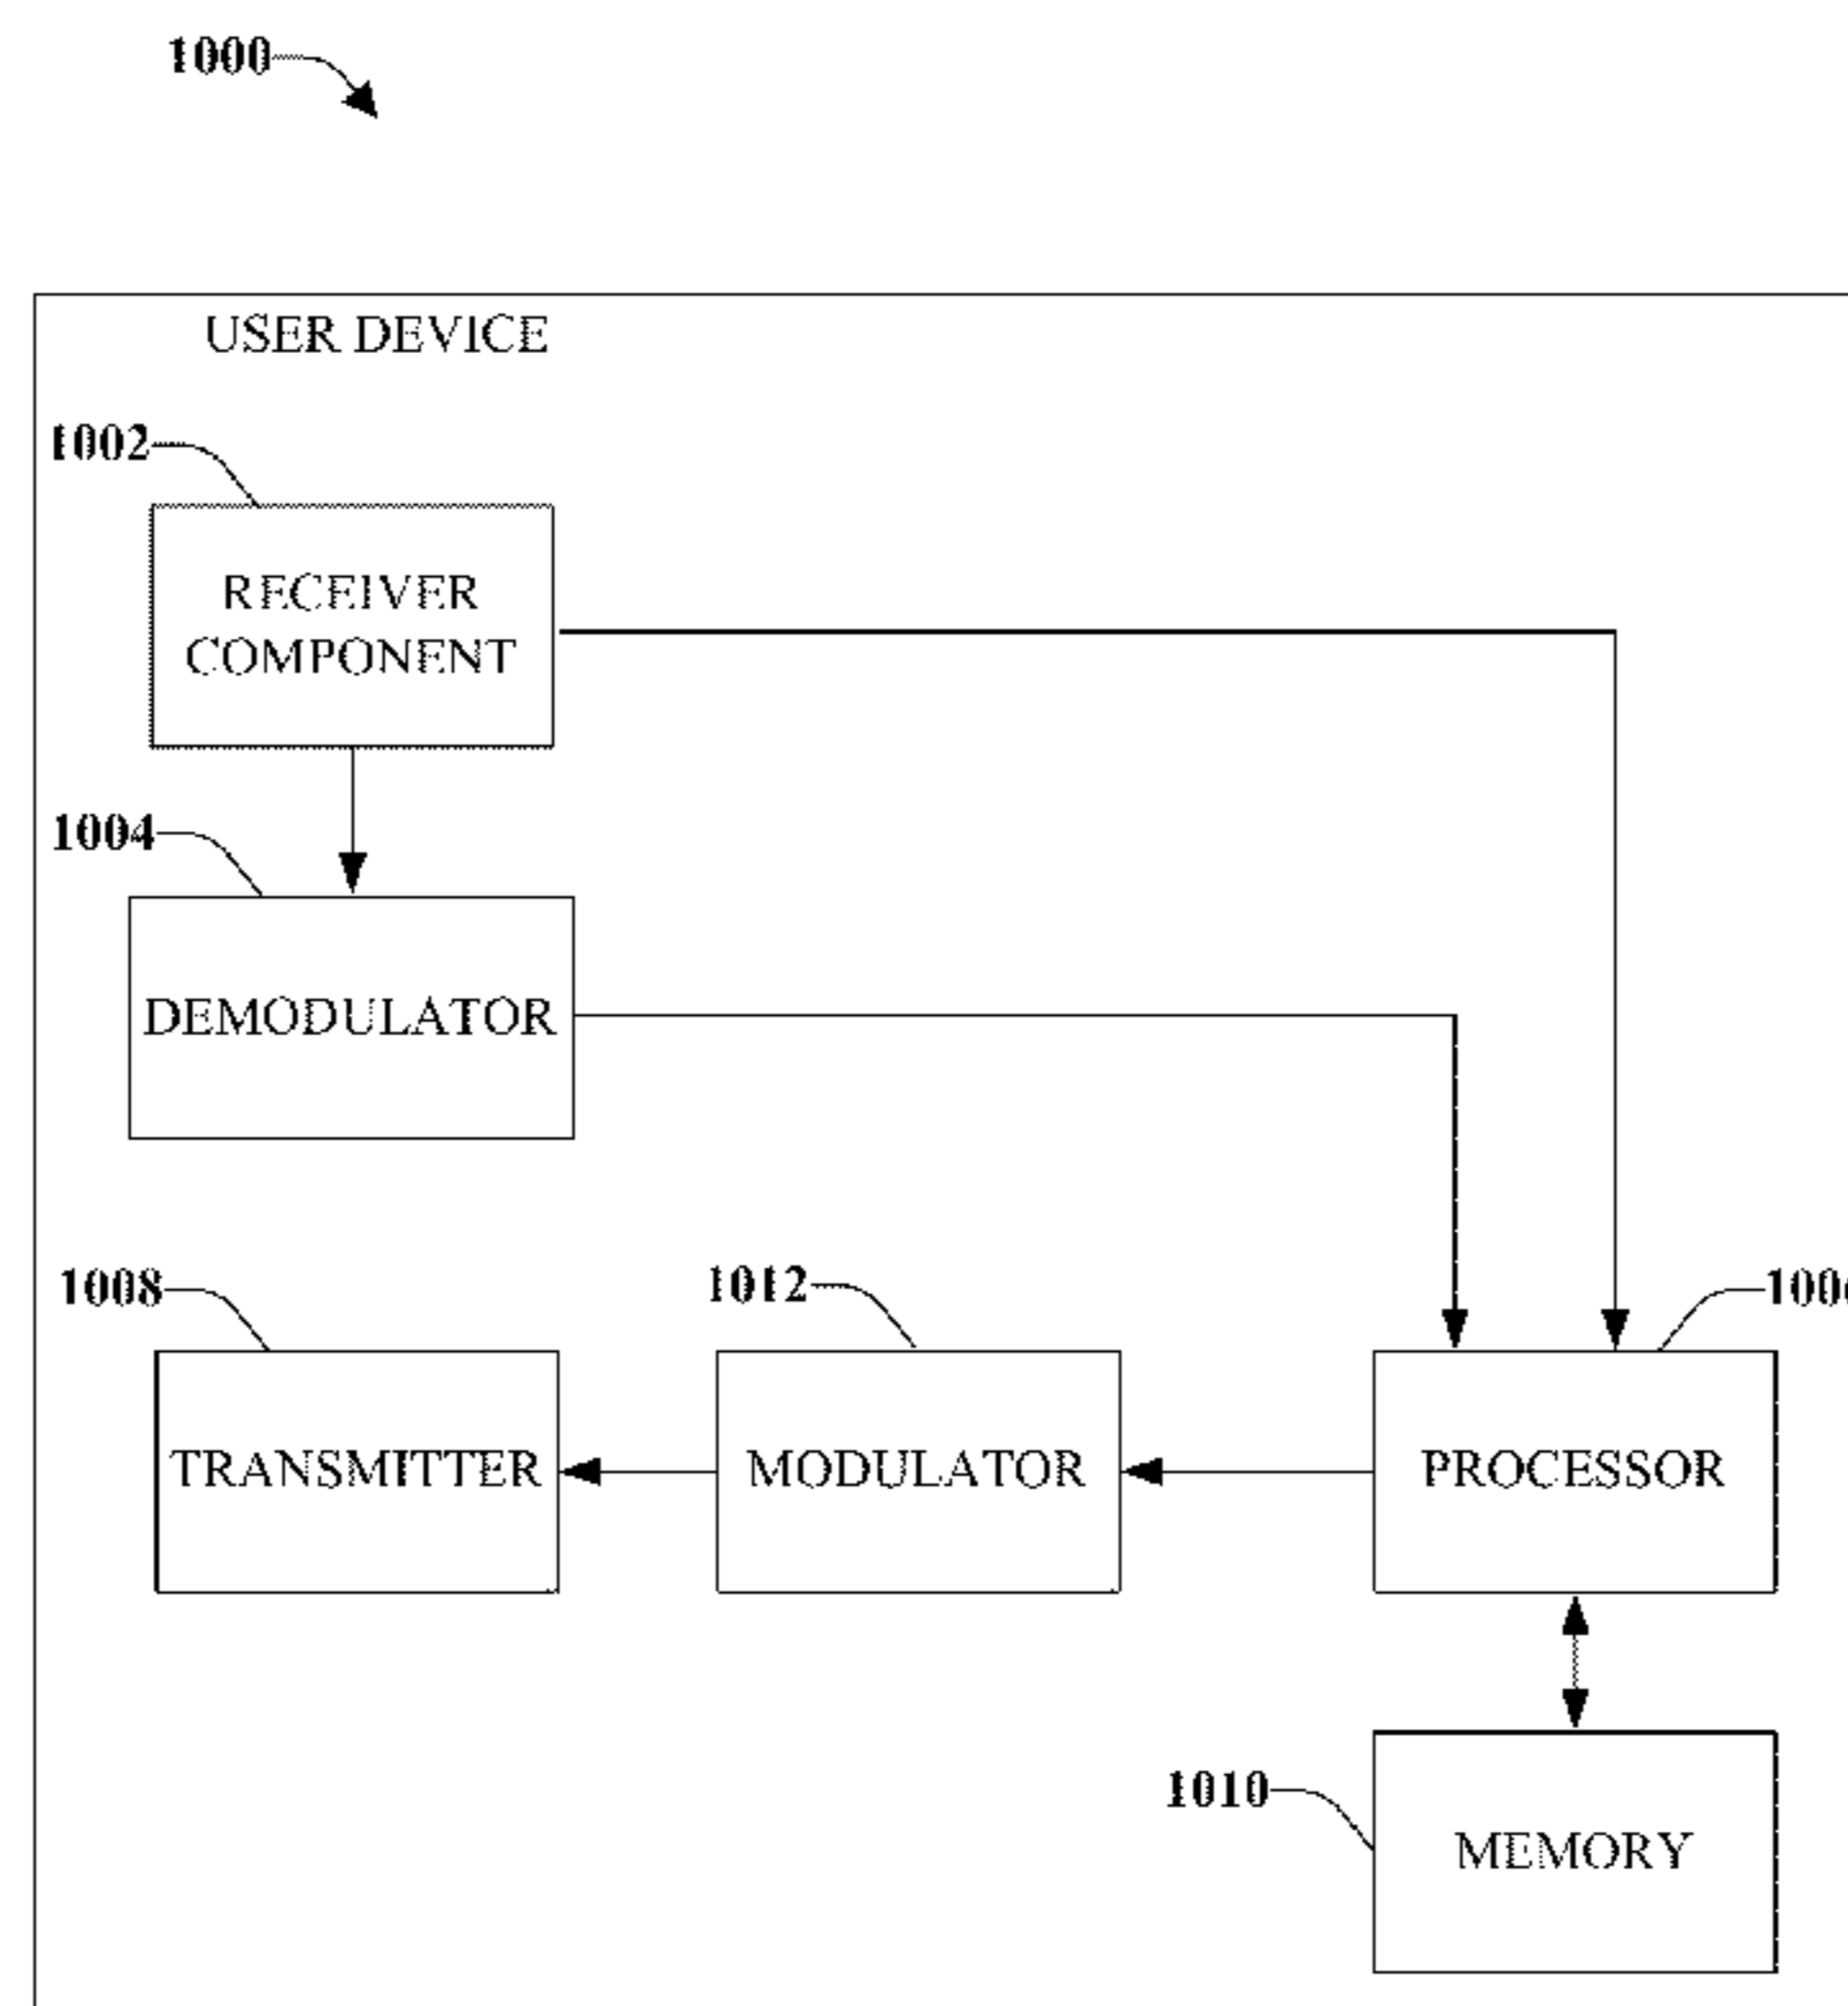 1000
USER DEVICE
1002
RECEIVER
COMPONENT
1004
DEMODULATOR
1008
1012
TRANSMITTER
MODULATOR
PROCESSOR
1010
MEMORY